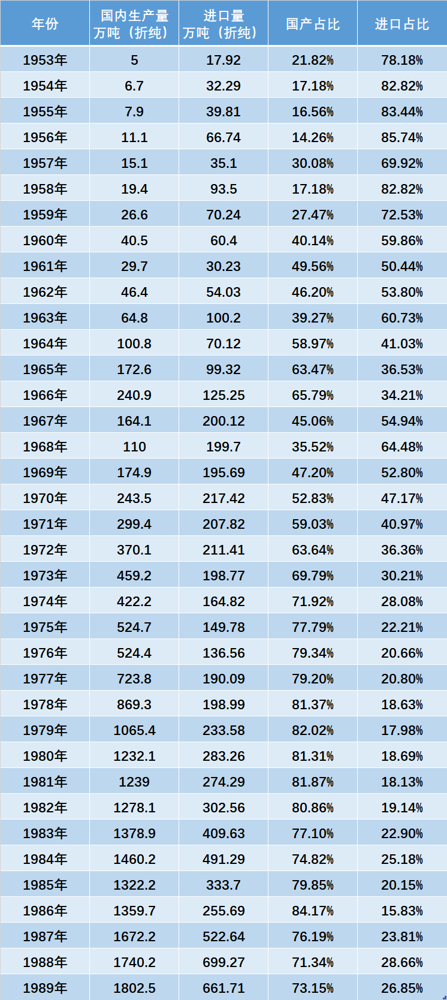 年份 国内生产量 万吨（折纯） 进口量 万吨（折纯） 国产占比 进口占比
1953年 5 17.92 21.82% 78.18%
1954年 6.7 32.29 17.18% 82.82%
1955年 7.9 39.81 16.56% 83.44%
1956年 11.1 66.74 14.26% 85.74%
1957年 15.1 35.1 30.08% 69.92%
1958年 19.4 93.5 17.18% 82.82%
1959年 26.6 70.24 27.47% 72.53%
1960年 40.5 60.4 40.14% 59.86%
1961年 29.7 30.23 49.56% 50.44%
1962年 46.4 54.03 46.20% 53.80%
1963年 64.8 100.2 39.27% 60.73%
1964年 100.8 70.12 58.97% 41.03%
1965年 172.6 99.32 63.47% 36.53%
1966年 240.9 125.25 65.79% 34.21%
1967年 164.1 200.12 45.06% 54.94%
1968年 110 199.7 35.52% 64.48%
1969年 174.9 195.69 47.20% 52.80%
1970年 243.5 217.42 52.83% 47.17%
1971年 299.4 207.82 59.03% 40.97%
1972年 370.1 211.41 63.64% 36.36%
1973年 459.2 198.77 69.79% 30.21%
1974年 422.2 164.82 71.92% 28.08%
1975年 524.7 149.78 77.79% 22.21%
1976年 524.4 136.56 79.34% 20.66%
1977年 723.8 190.09 79.20% 20.80%
1978年 869.3 198.99 81.37% 18.63%
1979年 1065.4 233.58 82.02% 17.98%
1980年 1232.1 283.26 81.31% 18.69%
1981年 1239 274.29 81.87% 18.13%
1982年 1278.1 302.56 80.86% 19.14%
1983年 1378.9 409.63 77.10% 22.90%
1984年 1460.2 491.29 74.82% 25.18%
1985年 1322.2 333.7 79.85% 20.15%
1986年 1359.7 255.69 84.17% 15.83%
1987年 1672.2 522.64 76.19% 23.81%
1988年 1740.2 699.27 71.34% 28.66%
1989年 1802.5 661.71 73.15% 26.85%